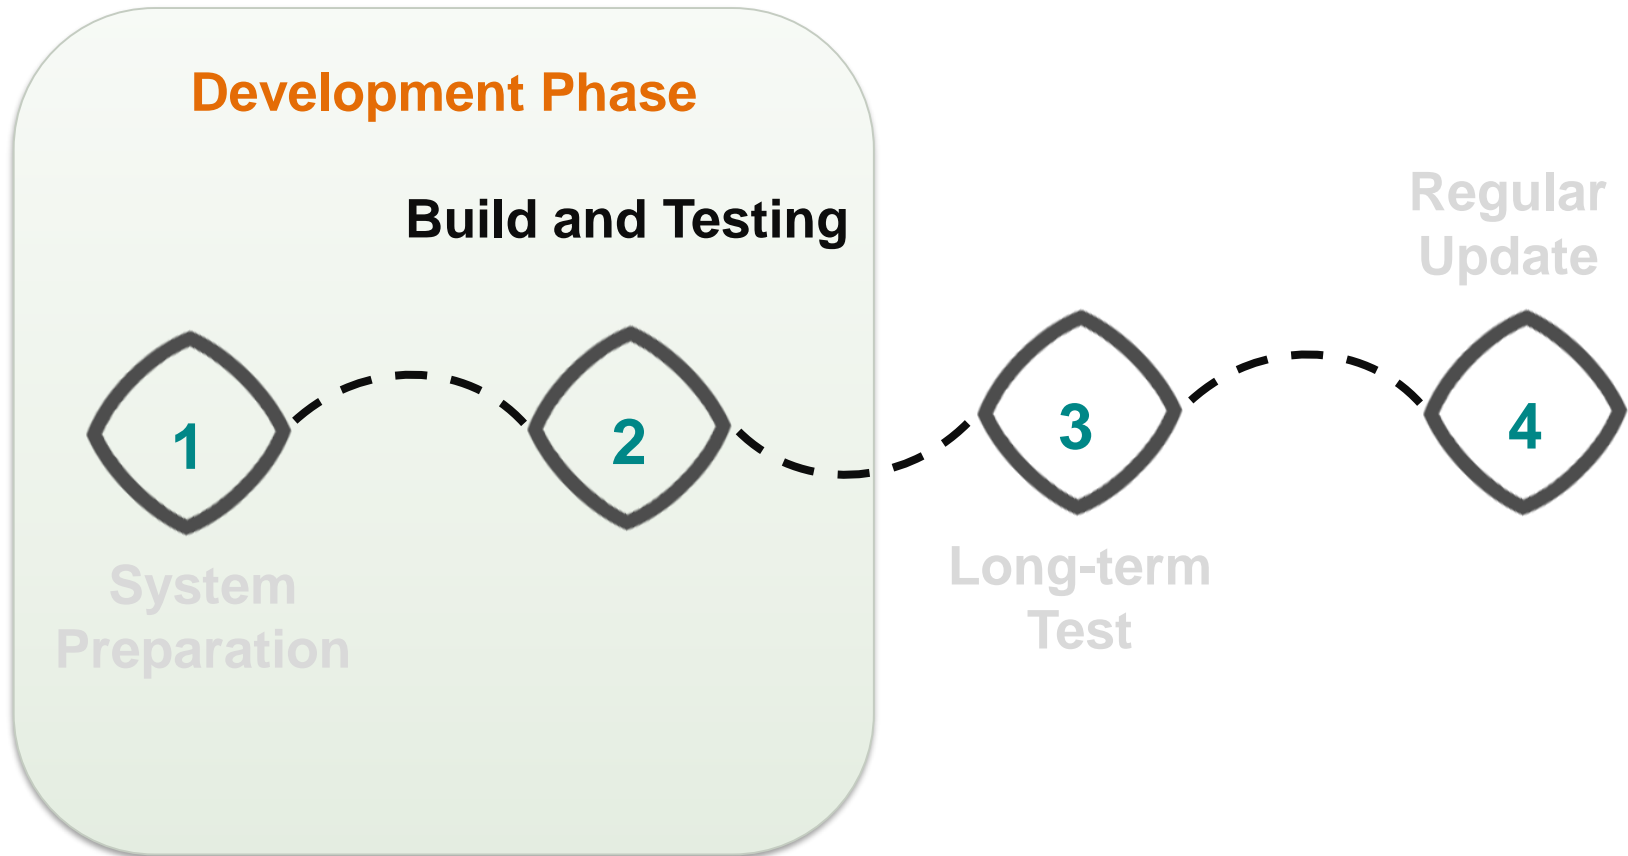 Development Phase
Build and Testing
Regular
Update
1
2
3
4
System
Preparation
Long-term
Test